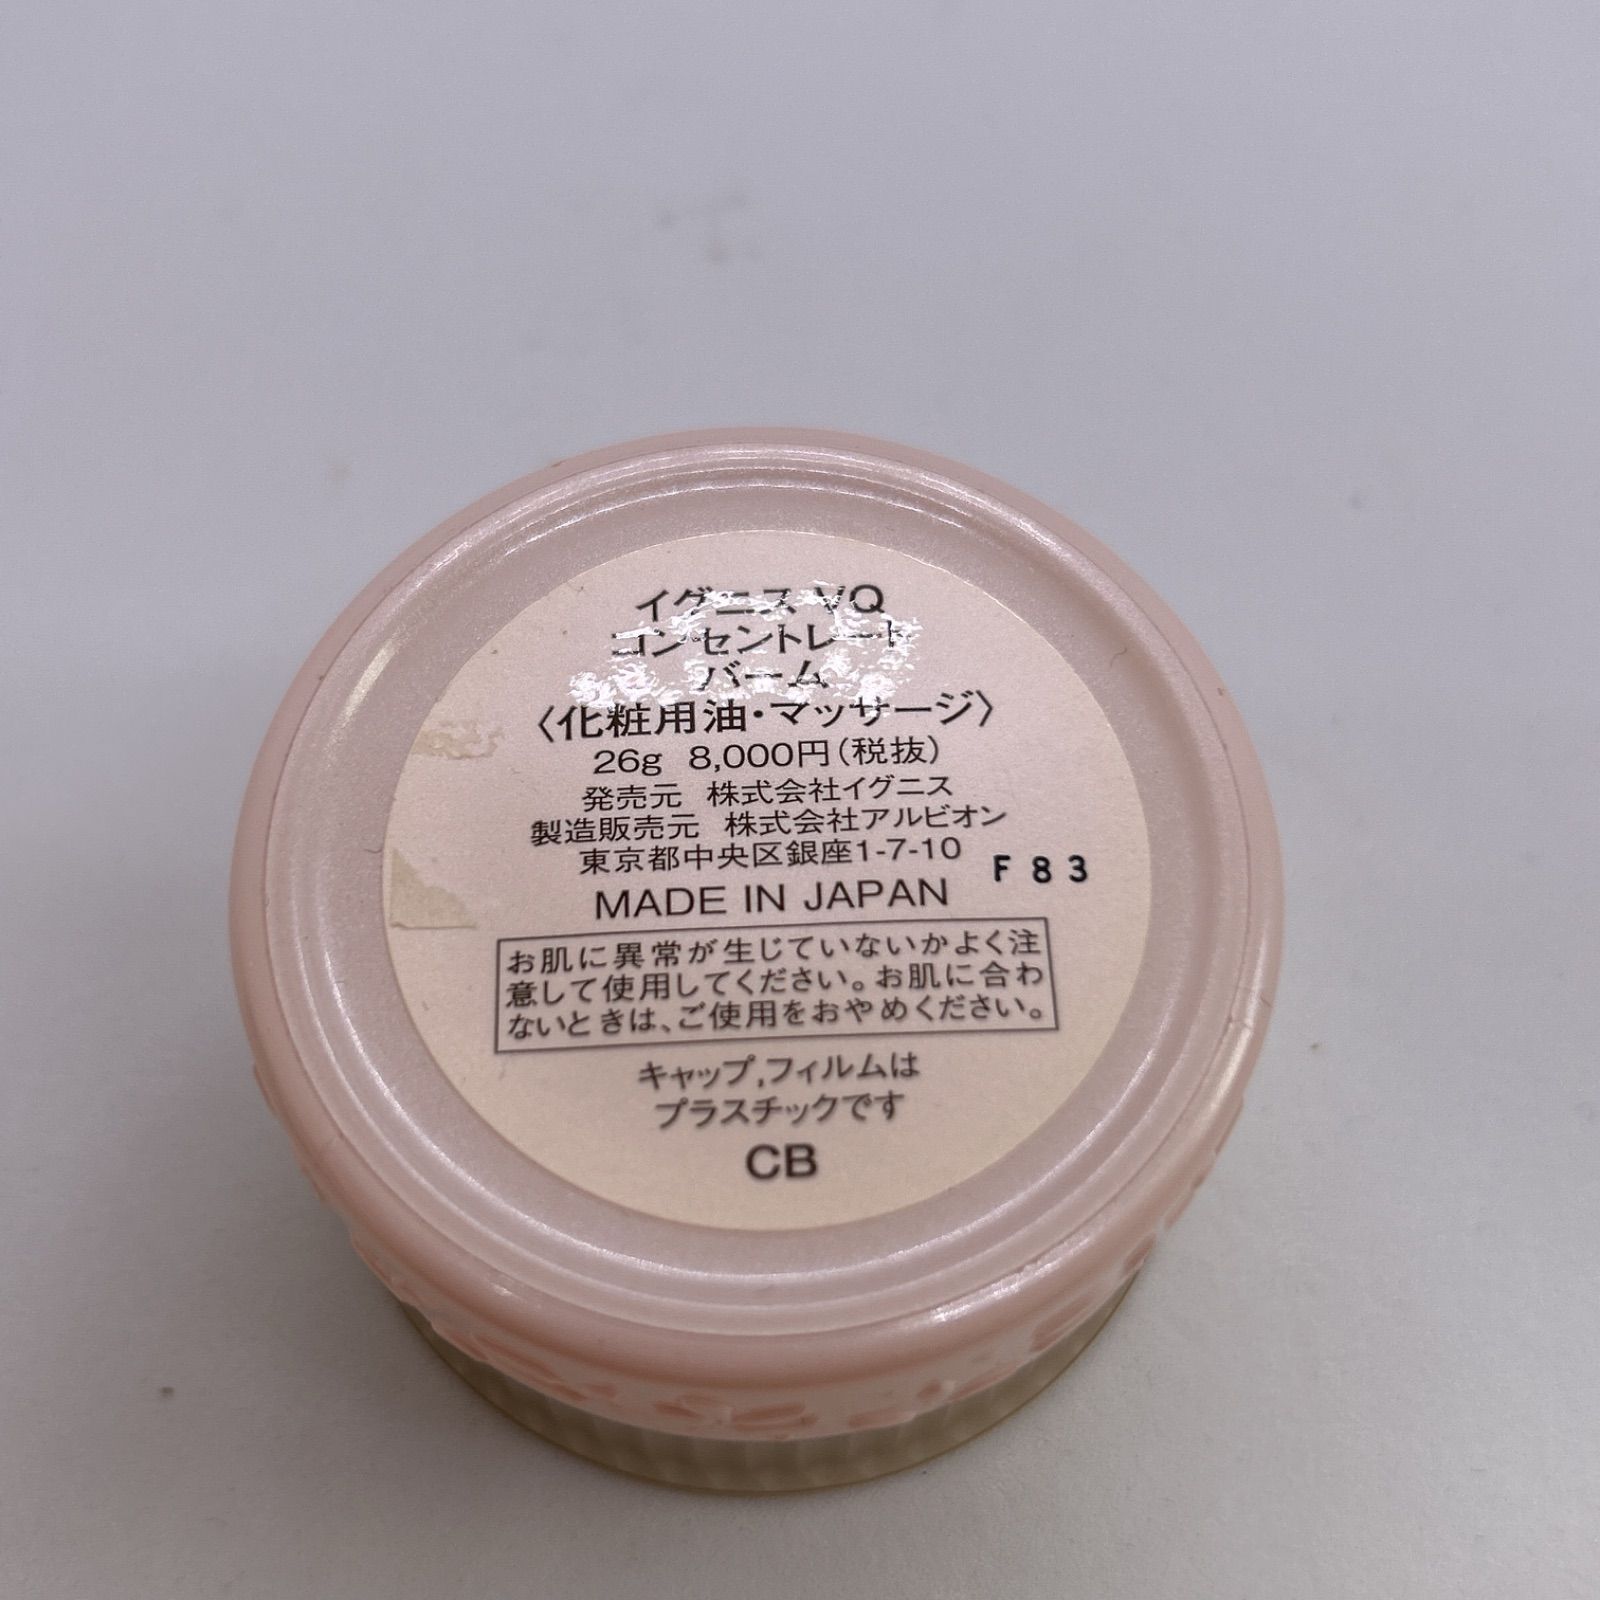 イグニス VQ
コンセントレート
バーム
〈化粧用油・マッサージ〉
26g 8,000円(税抜)
発売元 株式会社イグニス
製造販売元 株式会社アルビオン
東京都中央区銀座1-7-10
F83
MADE IN JAPAN
お肌に異常が生じていないかよく注
意して使用してください。お肌に合わ
ないときは、ご使用をおやめください。
キャップ,フィルムは
プラスチックです
CB